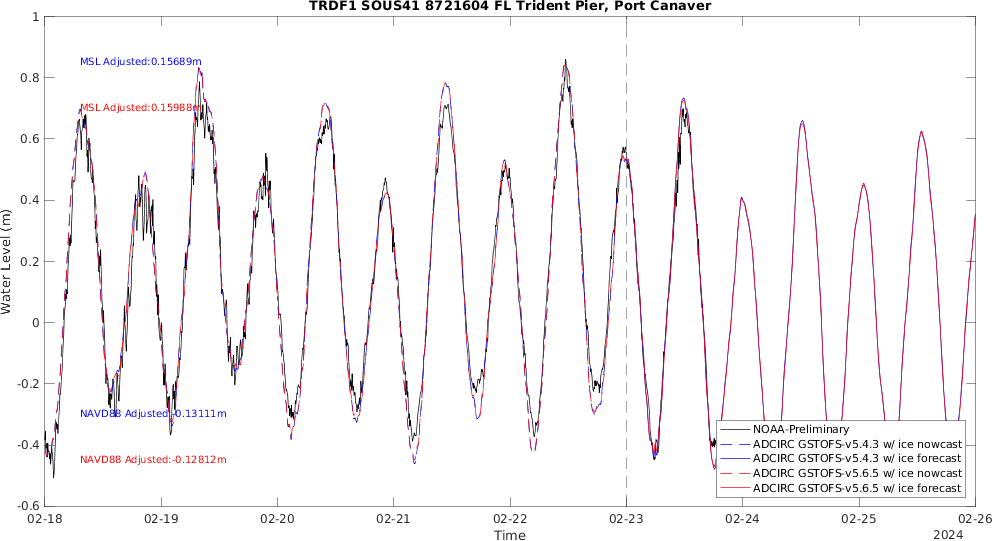 TRDF1 SOUS41 8721604 FL Trident Pier, Port Canaver
1
0.8
0.6
0.4
0.2
0
-0.2
-0.4
-0.6
Water Level (m)
MSL Adjusted:0.15689m
MSL Adjusted:0.15988m
NAVD88 Adjusted:-0.13111m
NAVD88 Adjusted:-0.12812m
NOAA-Preliminary
ADCIRC GSTOFS-v5.4.3 w/ ice nowcast
ADCIRC GSTOFS-v5.4.3 w/ ice forecast
ADCIRC GSTOFS-v5.6.5 w/ ice nowcast
ADCIRC GSTOFS-v5.6.5 w/ ice forecast
02-18 02-19 02-20 02-21 02-22 02-23 02-24 02-25 02-26
Time
2024